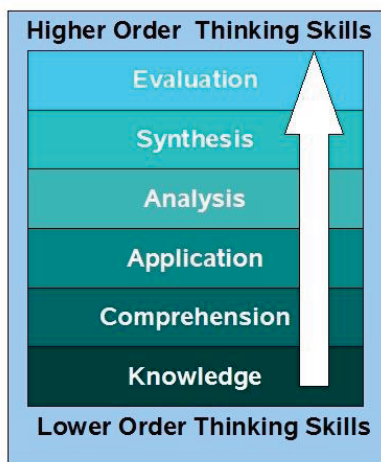 Higher Order Thinking Skills
Evaluation
Synthesis
Analysis
Application
Comprehension
Knowledge
Lower Order Thinking Skills